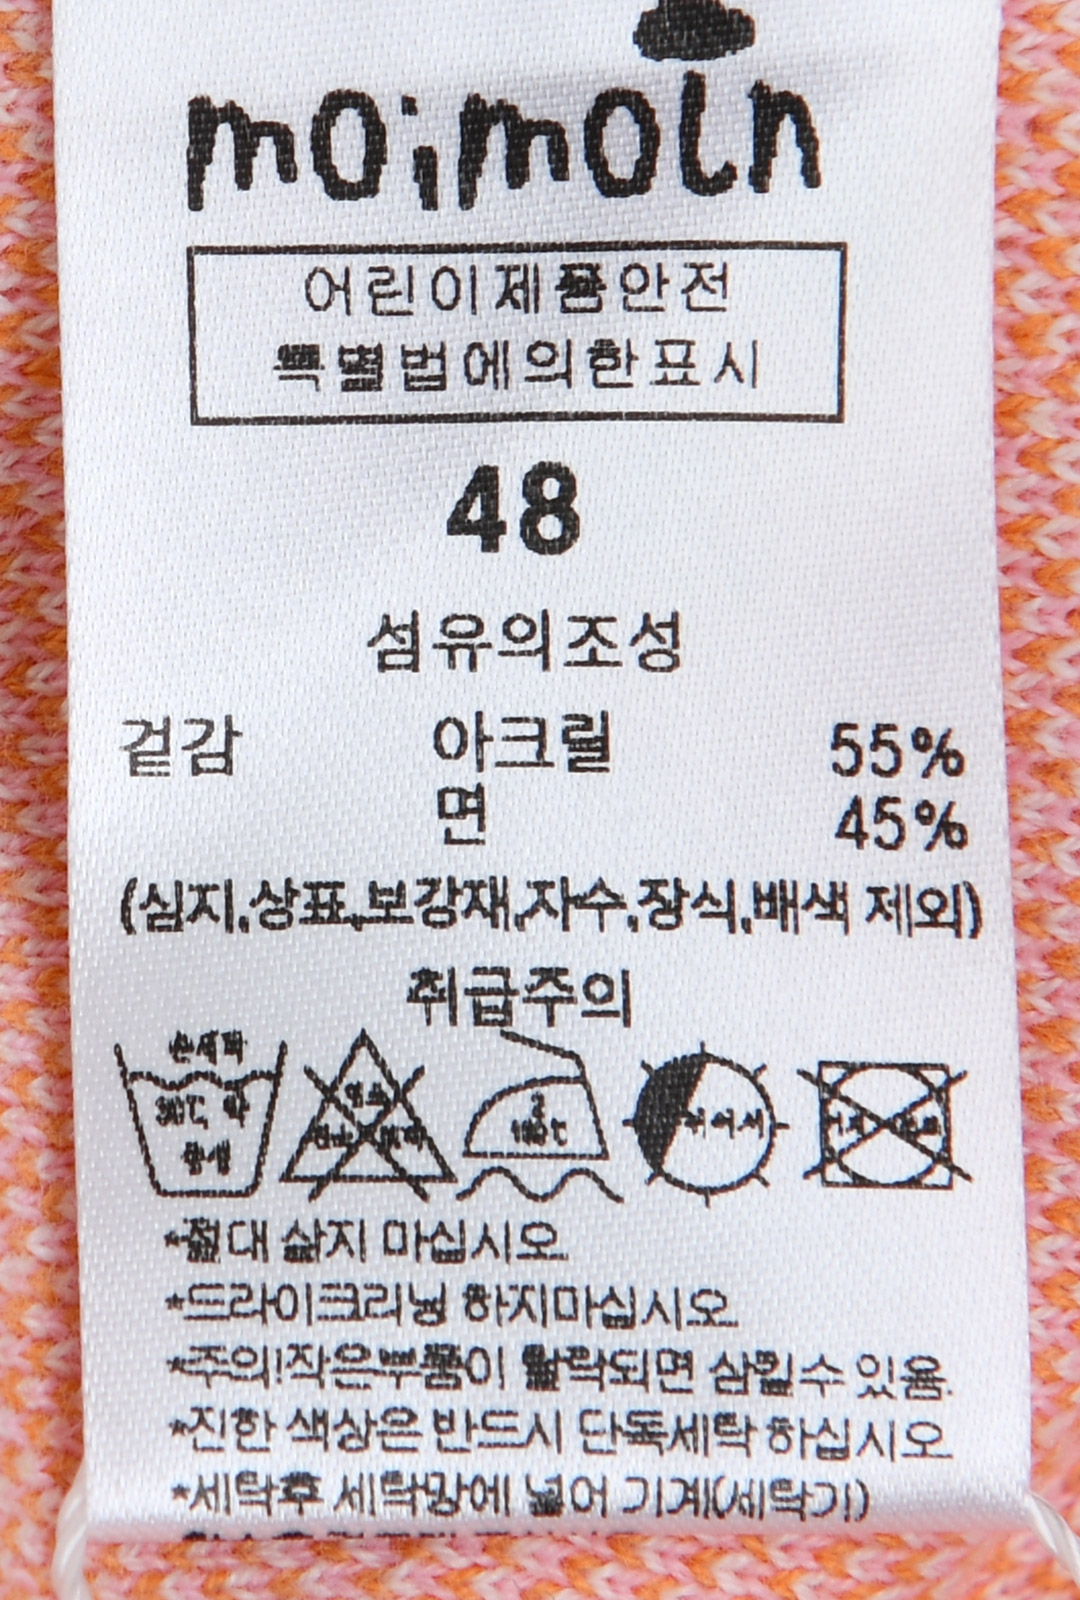 moimoln
어린이제품안전
특별법에의한표시
48
섬유의조성
겉감 아크릴 55%
면 45%
(심지,상표,보강재,자수,장식,배색 제외)
취급주의
손세탁
30℃ 약
중성
2
*절대 삶지 마십시오.
*드라이크리닝 하지마십시오.
*주의!작은부품이 탈락되면 삼킬수 있음.
*진한 색상은 반드시 단독세탁 하십시오.
*세탁후 세탁망에 넣어 기계(세탁기)